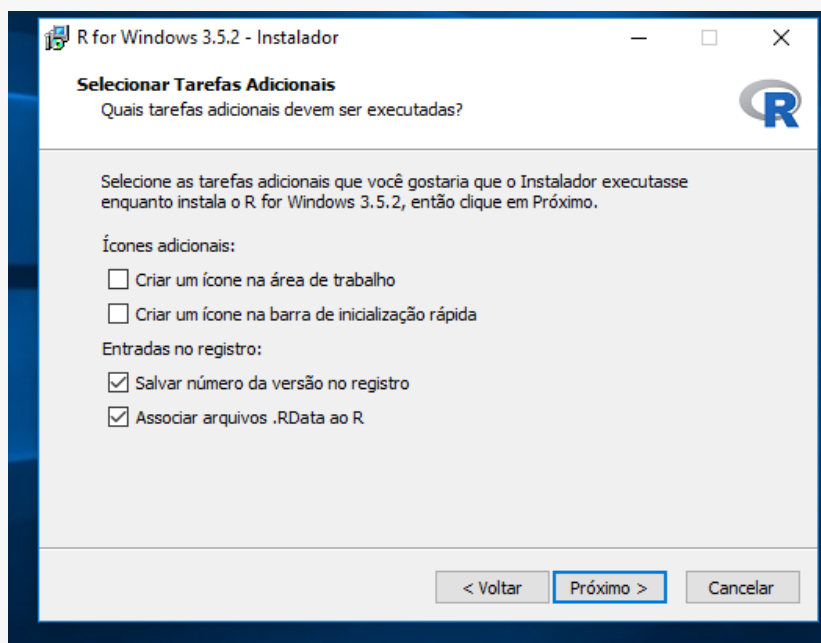 R for Windows 3.5.2 - Instalador
Selecionar Tarefas Adicionais
Quais tarefas adicionais devem ser executadas?
R
Selecione as tarefas adicionais que você gostaria que o Instalador executasse
enquanto instala o R for Windows 3.5.2, então clique em Próximo.
Ícones adicionais:
Criar um ícone na área de trabalho
Criar um ícone na barra de inicialização rápida
Entradas no registro:
Salvar número da versão no registro
Associar arquivos .RData ao R
< Voltar
Próximo >
Cancelar